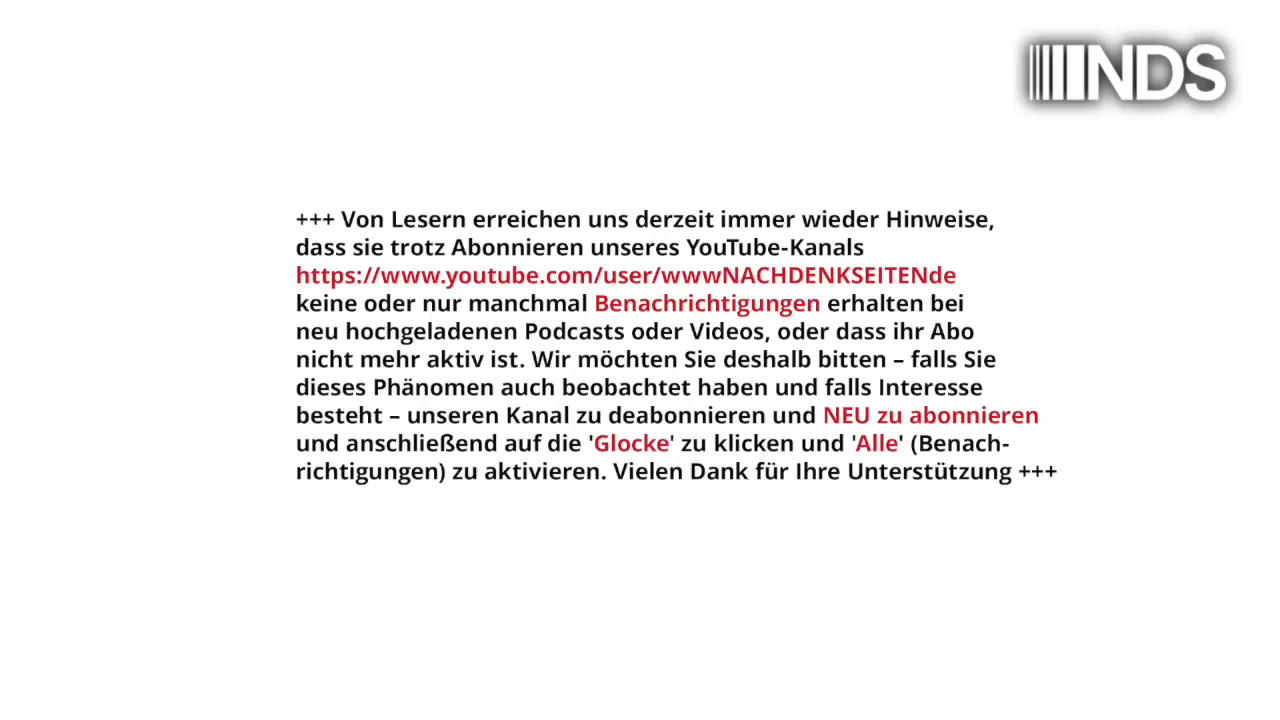 NDS
+++ Von Lesern erreichen uns derzeit immer wieder Hinweise,
dass sie trotz Abonnieren unseres YouTube-Kanals
https://www.youtube.com/user/wwwNACHDENKSEITENde
keine oder nur manchmal Benachrichtigungen erhalten bei
neu hochgeladenen Podcasts oder Videos, oder dass ihr Abo
nicht mehr aktiv ist. Wir möchten Sie deshalb bitten – falls Sie
dieses Phänomen auch beobachtet haben und falls Interesse
besteht – unseren Kanal zu deabonnieren und NEU zu abonnieren
und anschließend auf die 'Glocke' zu klicken und 'Alle' (Benach-
richtigungen) zu aktivieren. Vielen Dank für Ihre Unterstützung +++